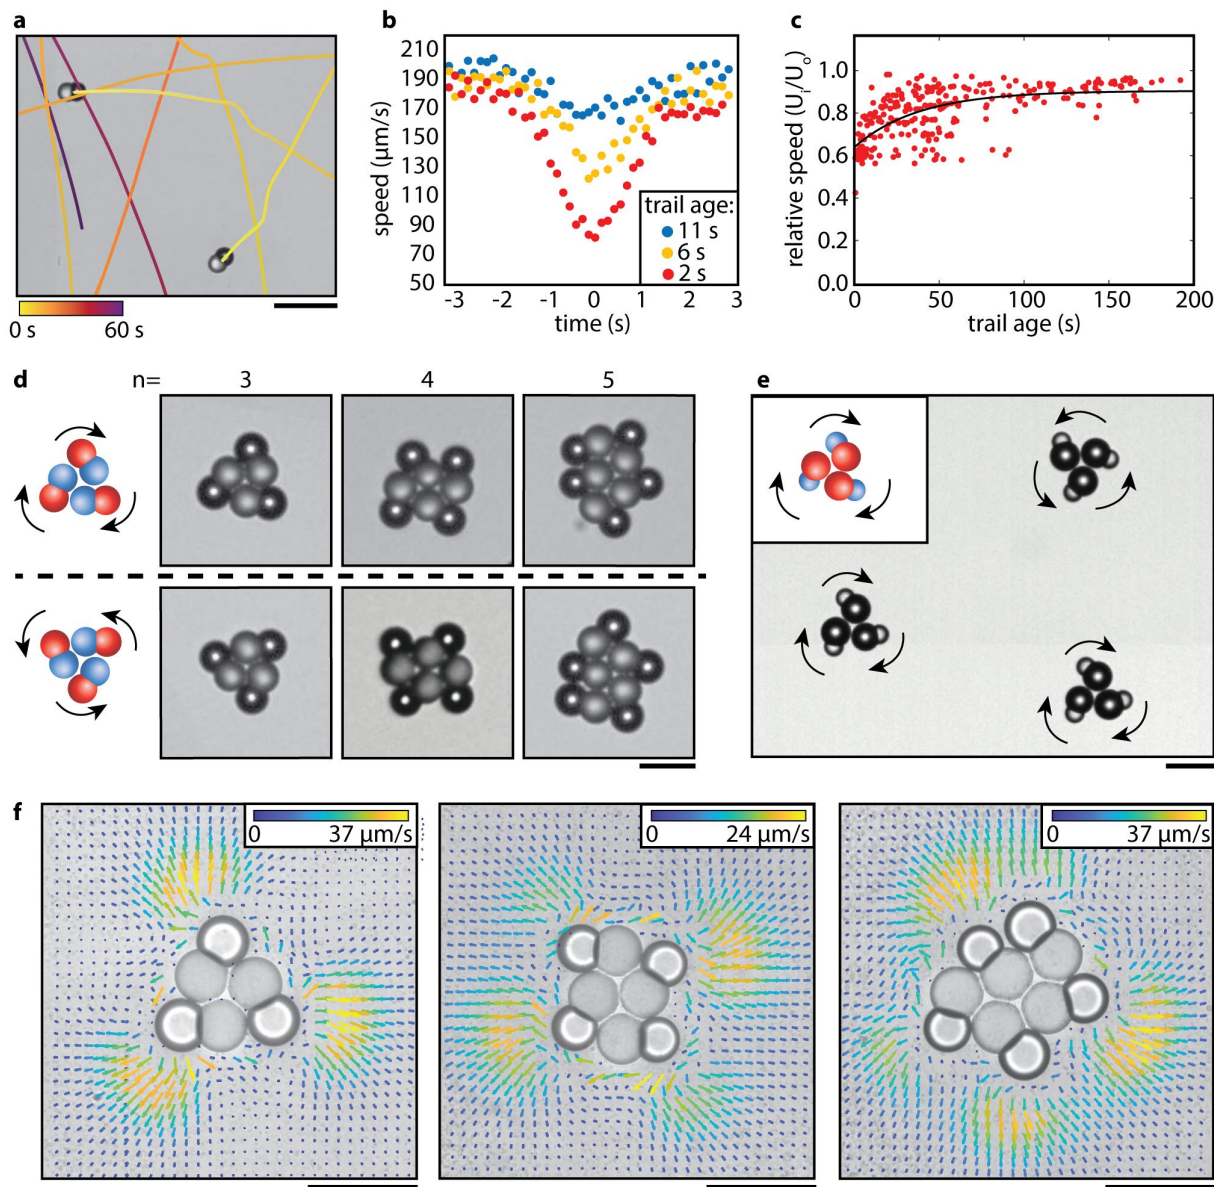 a
0 s 60 s
b
speed (µm/s)
210
190
170
150
130
110
90
70
50
-3 -2 -1 0 1 2 3
time (s)
trail age:
11 s
6 s
2 s
c
relative speed (Uᵢ/Uₒ)
1.0
0.8
0.6
0.4
0.2
0.0
0 50 100 150 200
trail age (s)
d n= 3 4 5
e
f
0 37 µm/s
0 24 µm/s
0 37 µm/s